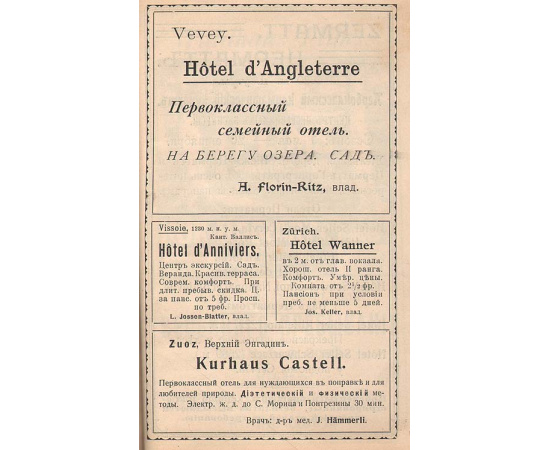 Vevey.
Hôtel d'Angleterre
Первоклассный
семейный отель.
НА БЕРЕГУ ОЗЕРА. САДЪ.
A. Florin-Ritz, влад.
Vissoie, 1220 м. н. у. м.
Кант. Валлисъ.
Hôtel d'Anniviers.
Центръ экскурсій. Садъ.
Веранда. Красив. терраса.
Соврем. комфортъ. При
длит. пребыв. скидка. Ц.
за панс. отъ 5 фр. Просп.
по треб.
L. Josson-Blatter, влад.
Zürich.
Hôtel Wanner
въ 2 м. отъ глав. вокзала.
Хорош. отель II ранга.
Комфортъ. Умѣр. цѣны.
Комната отъ 2½ фр.
Пансіонъ при условіи
преб. не меньше 5 дней.
Jos. Keller, влад.
Zuoz, Верхній Энгадинъ.
Kurhaus Castell.
Первоклассный отель для нуждающихся въ поправкѣ и для
любителей природы. Діэтетическій и физическій ме-
тоды. Электр. ж. д. до С. Морица и Понтрезины 30 мин.
Врачъ: д-ръ мед. J. Hämmerli.